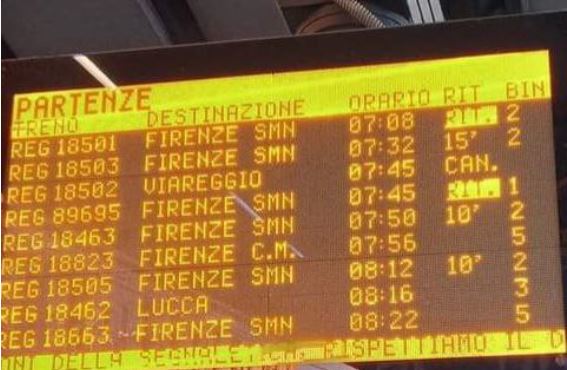 PARTENZE
TRENO DESTINAZIONE ORARIO RIT BIN
REG 18501 FIRENZE SMN 07:08 RIT. 2
REG 18503 FIRENZE SMN 07:32 15' 2
REG 18502 VIAREGGIO 07:45 CAN.
REG 89695 FIRENZE SMN 07:45 RIT. 1
REG 18463 FIRENZE SMN 07:50 10' 2
REG 18823 FIRENZE C.M. 07:56 5
REG 18505 FIRENZE SMN 08:12 10' 2
REG 18462 LUCCA 08:16 3
REG 18663 FIRENZE SMN 08:22 5
ONI DELLA RISPETTIAMO IL D